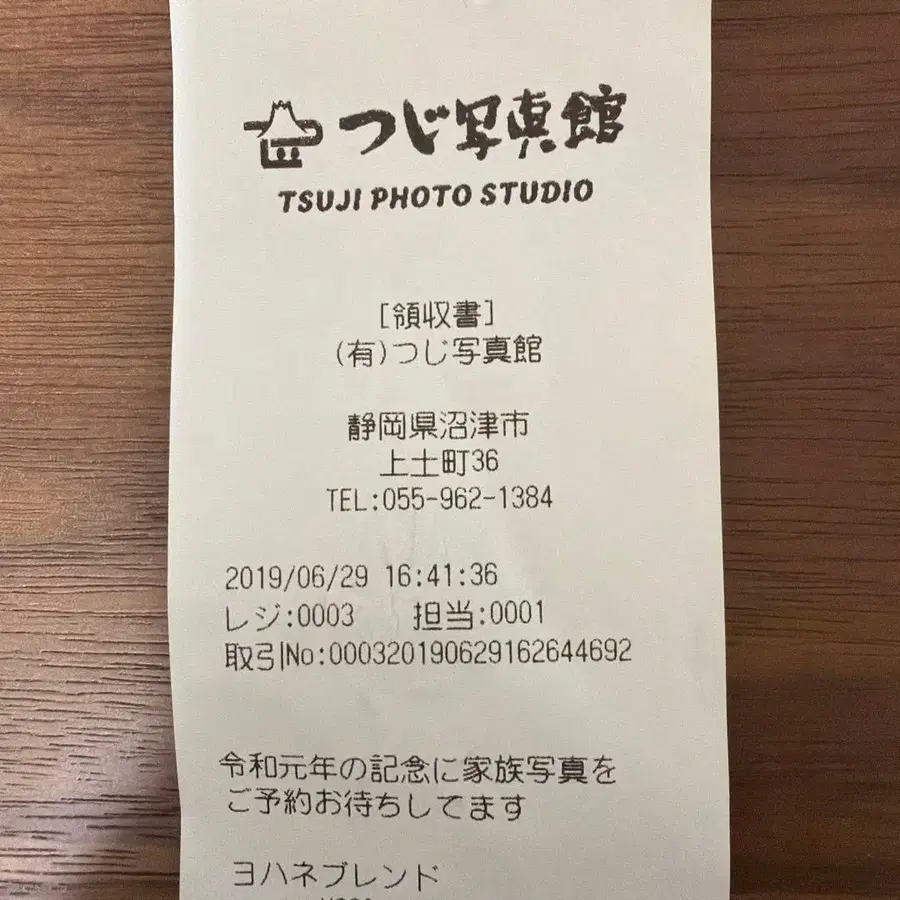 つじ写真館
TSUJI PHOTO STUDIO
[領収書]
(有)つじ写真館
静岡県沼津市
上土町36
TEL:055-962-1384
2019/06/29 16:41:36
レジ:0003 担当:0001
取引No:000320190629162644692
令和元年の記念に家族写真を
ご予約お待ちしてます
ヨハネブレンド